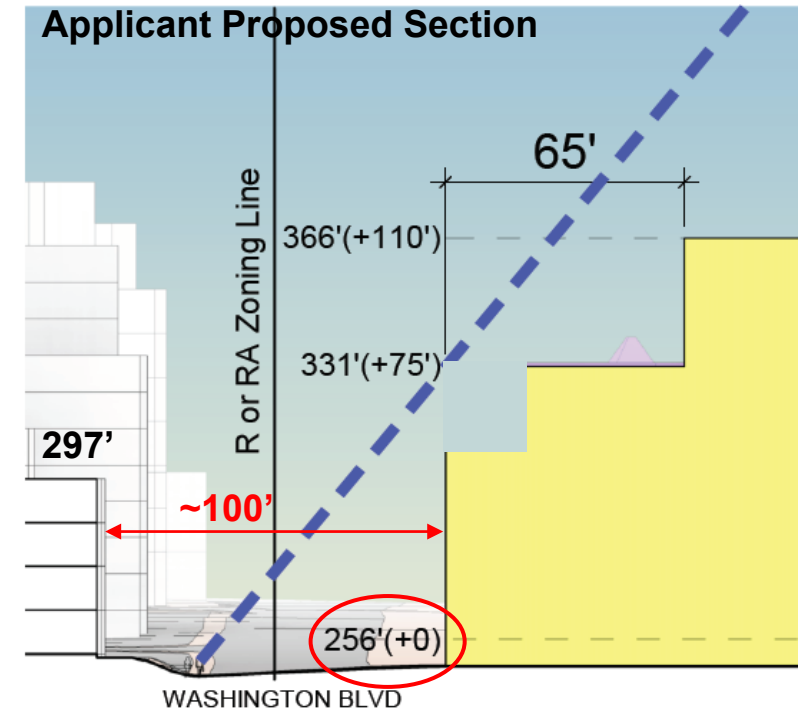 Applicant Proposed Section
65'
R or RA Zoning Line
366'(+110')
331'(+75')
297’
~100’
256'(+0)
WASHINGTON BLVD